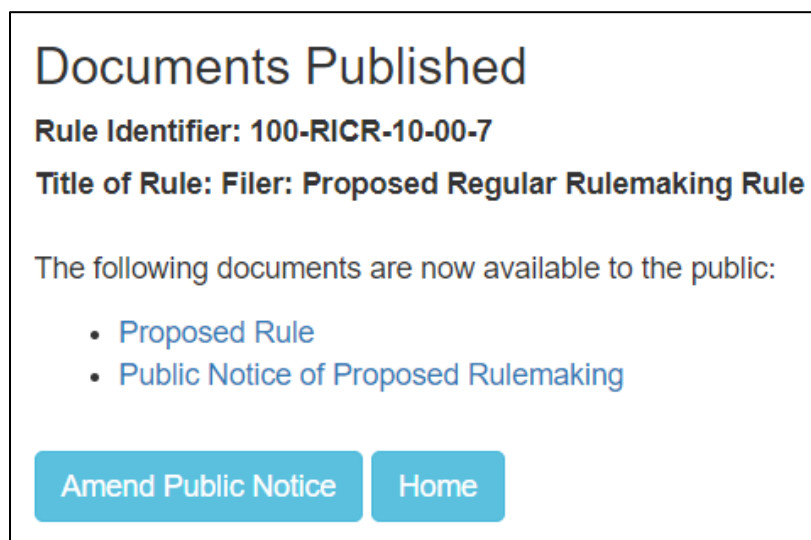 Documents Published
Rule Identifier: 100-RICR-10-00-7
Title of Rule: Filer: Proposed Regular Rulemaking Rule
The following documents are now available to the public:
• Proposed Rule
• Public Notice of Proposed Rulemaking
Amend Public Notice Home